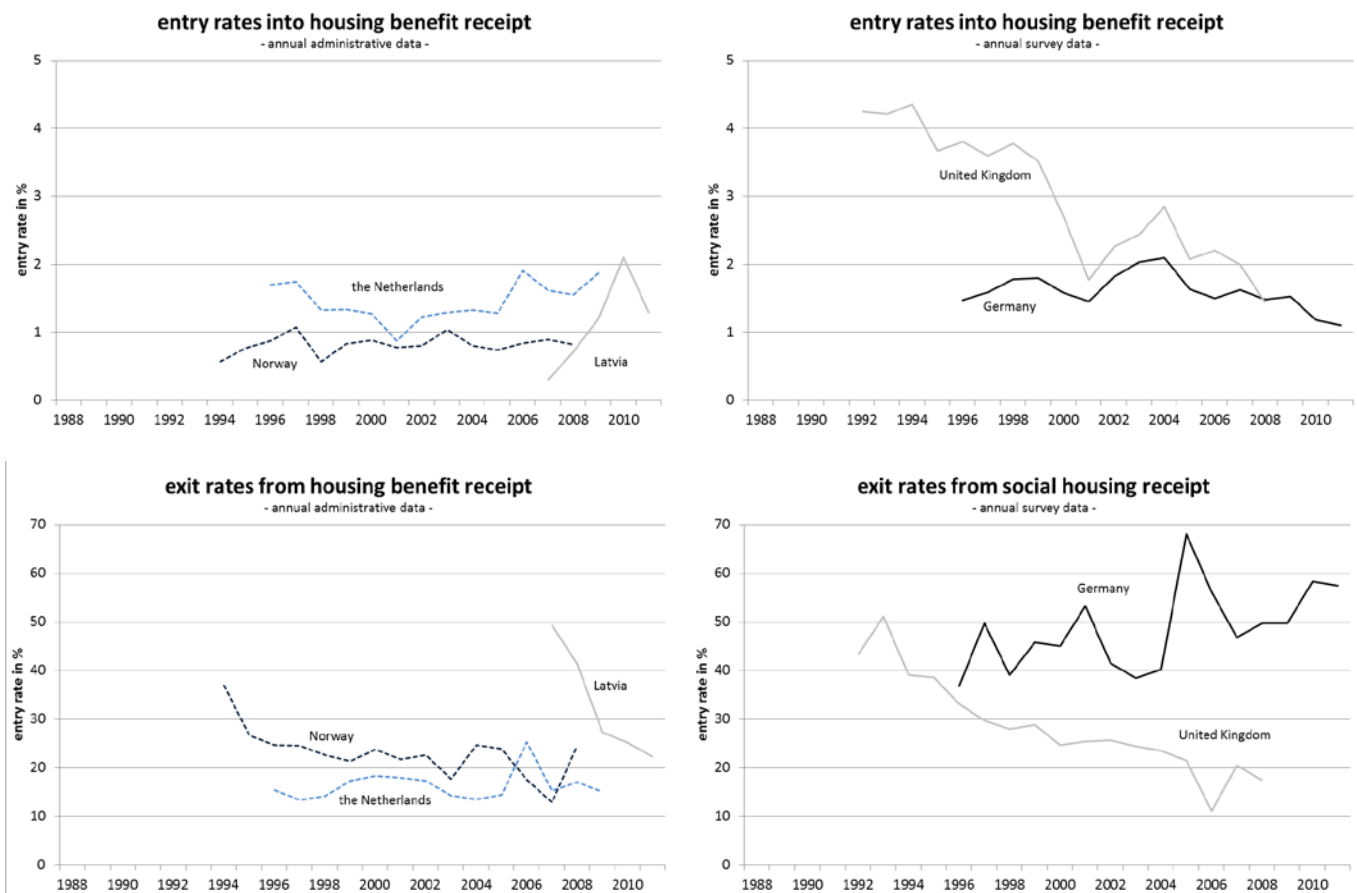 entry rates into housing benefit receipt
- annual administrative data -
5
4
3
2
1
0
entry rate in %
the Netherlands
Norway
Latvia
1988 1990 1992 1994 1996 1998 2000 2002 2004 2006 2008 2010
entry rates into housing benefit receipt
- annual survey data -
5
4
3
2
1
0
entry rate in %
United Kingdom
Germany
1988 1990 1992 1994 1996 1998 2000 2002 2004 2006 2008 2010
exit rates from housing benefit receipt
- annual administrative data -
70
60
50
40
30
20
10
0
entry rate in %
Latvia
Norway
the Netherlands
1988 1990 1992 1994 1996 1998 2000 2002 2004 2006 2008 2010
exit rates from social housing receipt
- annual survey data -
70
60
50
40
30
20
10
0
entry rate in %
Germany
United Kingdom
1988 1990 1992 1994 1996 1998 2000 2002 2004 2006 2008 2010